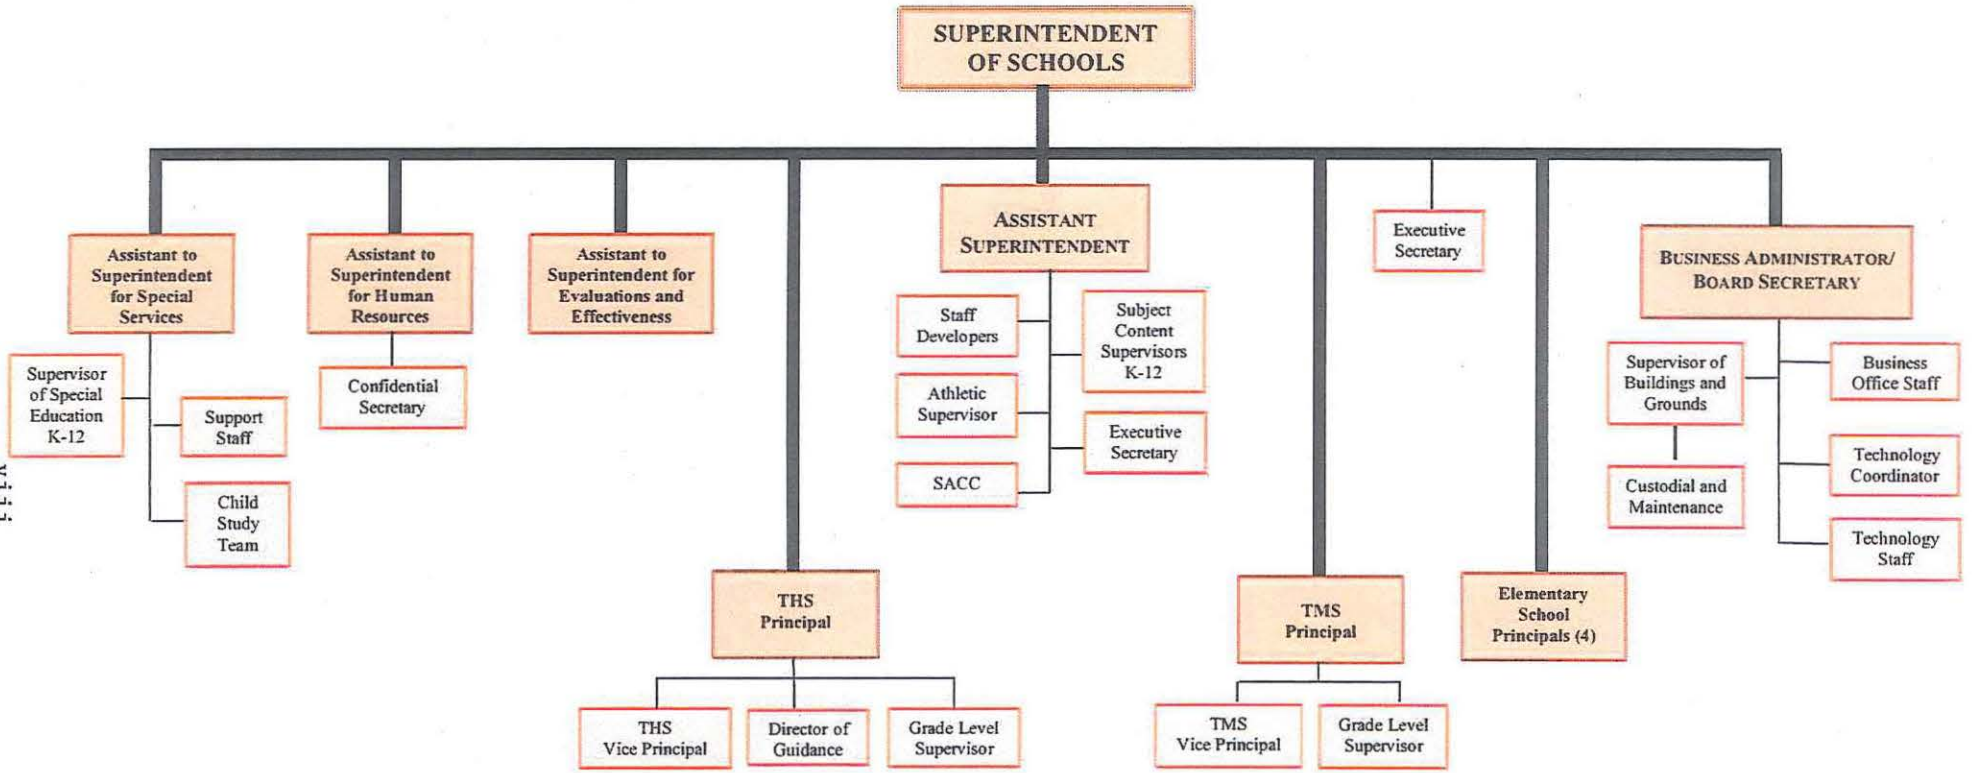 SUPERINTENDENT
OF SCHOOLS
Assistant to
Superintendent
for Special
Services
Supervisor
of Special
Education
K-12
Support
Staff
Child
Study
Team
Assistant to
Superintendent
for Human
Resources
Confidential
Secretary
Assistant to
Superintendent for
Evaluations and
Effectiveness
THS
Principal
THS
Vice Principal
Director of
Guidance
Grade Level
Supervisor
ASSISTANT
SUPERINTENDENT
Staff
Developers
Subject
Content
Supervisors
K-12
Athletic
Supervisor
Executive
Secretary
SACC
TMS
Principal
TMS
Vice Principal
Grade Level
Supervisor
Executive
Secretary
Elementary
School
Principals (4)
BUSINESS ADMINISTRATOR/
BOARD SECRETARY
Supervisor of
Buildings and
Grounds
Custodial and
Maintenance
Business
Office Staff
Technology
Coordinator
Technology
Staff